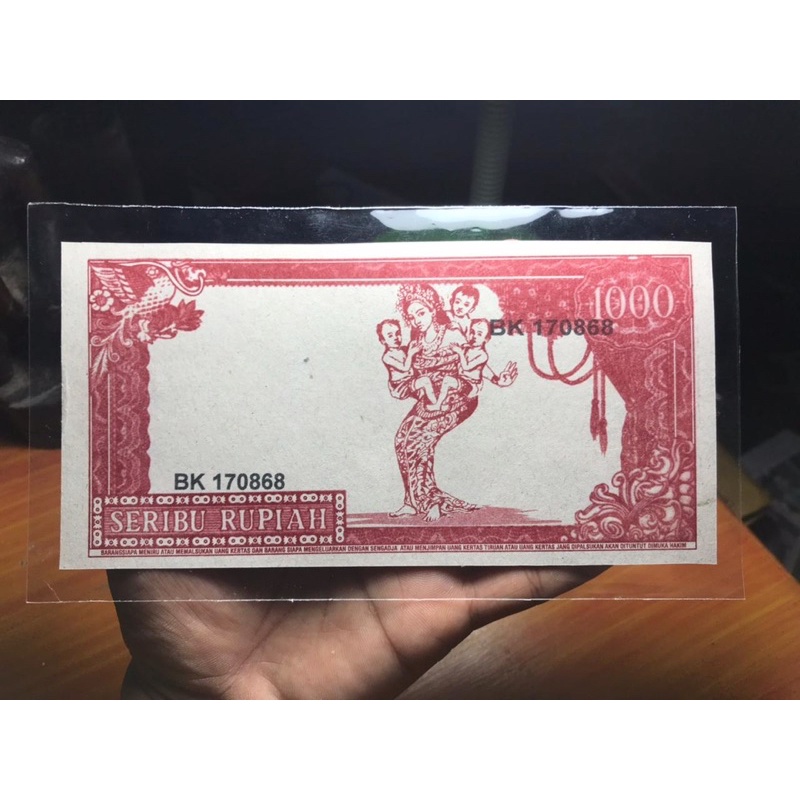 1000
BK 170868
BK 170868
SERIBU RUPIAH
BARANGSIAPA MENIRU ATAU MEMALSUKAN UANG KERTAS DAN BARANG SIAPA MENGELUARKAN DENGAN SENGADJA ATAU MENJIMPAN UANG KERTAS TIRUAN ATAU UANG KERTAS JANG DIPALSUKAN AKAN DITUNTUT DIMUKA HAKIM